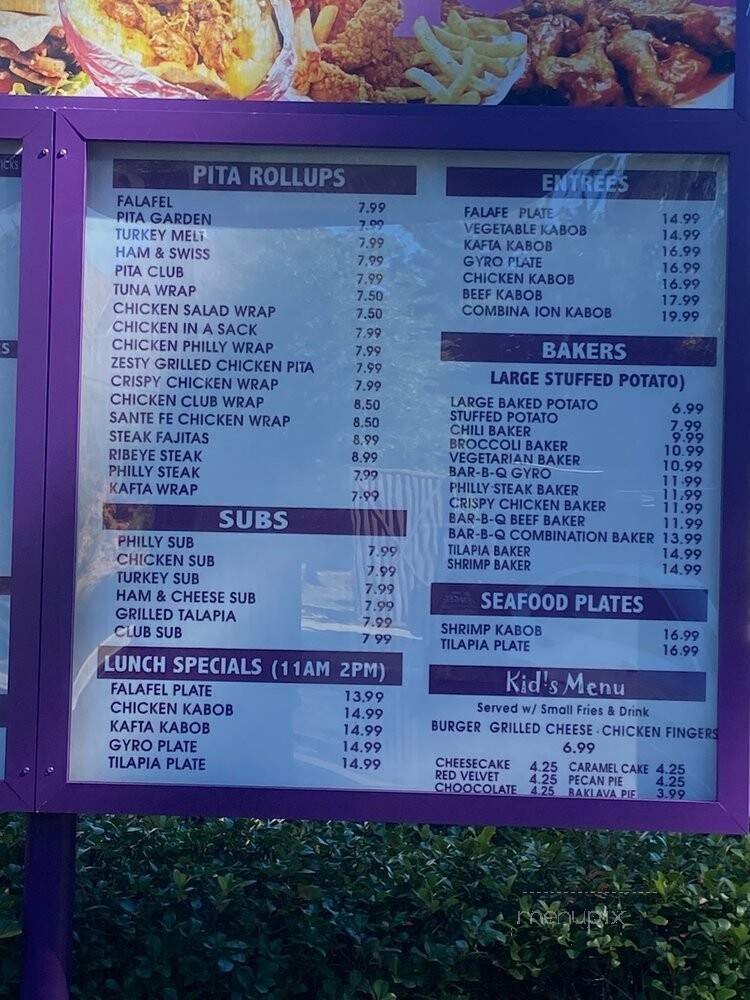 ICKS
S
PITA ROLLUPS
FALAFEL 7.99
PITA GARDEN 7.99
TURKEY MELT 7.99
HAM & SWISS 7.99
PITA CLUB 7.99
TUNA WRAP 7.50
CHICKEN SALAD WRAP 7.50
CHICKEN IN A SACK 7.99
CHICKEN PHILLY WRAP 7.99
ZESTY GRILLED CHICKEN PITA 7.99
CRISPY CHICKEN WRAP 7.99
CHICKEN CLUB WRAP 8.50
SANTE FE CHICKEN WRAP 8.50
STEAK FAJITAS 8.99
RIBEYE STEAK 8.99
PHILLY STEAK 7.99
KAFTA WRAP 7.99
SUBS
PHILLY SUB 7.99
CHICKEN SUB 7.99
TURKEY SUB 7.99
HAM & CHEESE SUB 7.99
GRILLED TALAPIA 7.99
CLUB SUB 7 99
LUNCH SPECIALS (11AM 2PM)
FALAFEL PLATE 13.99
CHICKEN KABOB 14.99
KAFTA KABOB 14.99
GYRO PLATE 14.99
TILAPIA PLATE 14.99
ENTREES
FALAFE PLATE 14.99
VEGETABLE KABOB 14.99
KAFTA KABOB 16.99
GYRO PLATE 16.99
CHICKEN KABOB 16.99
BEEF KABOB 17.99
COMBINA ION KABOB 19.99
BAKERS
LARGE STUFFED POTATO)
LARGE BAKED POTATO 6.99
STUFFED POTATO 7.99
CHILI BAKER 9.99
BROCCOLI BAKER 10.99
VEGETARIAN BAKER 10.99
BAR-B-Q GYRO 11.99
PHILLY STEAK BAKER 11.99
CRISPY CHICKEN BAKER 11.99
BAR-B-Q BEEF BAKER 11.99
BAR-B-Q COMBINATION BAKER 13.99
TILAPIA BAKER 14.99
SHRIMP BAKER 14.99
SEAFOOD PLATES
SHRIMP KABOB 16.99
TILAPIA PLATE 16.99
Kid's Menu
Served w/ Small Fries & Drink
BURGER GRILLED CHEESE · CHICKEN FINGERS
6.99
CHEESECAKE 4.25 CARAMEL CAKE 4.25
RED VELVET 4.25 PECAN PIE 4.25
CHOOCOLATE 4.25 BAKLAVA PIE 3.99
menupix